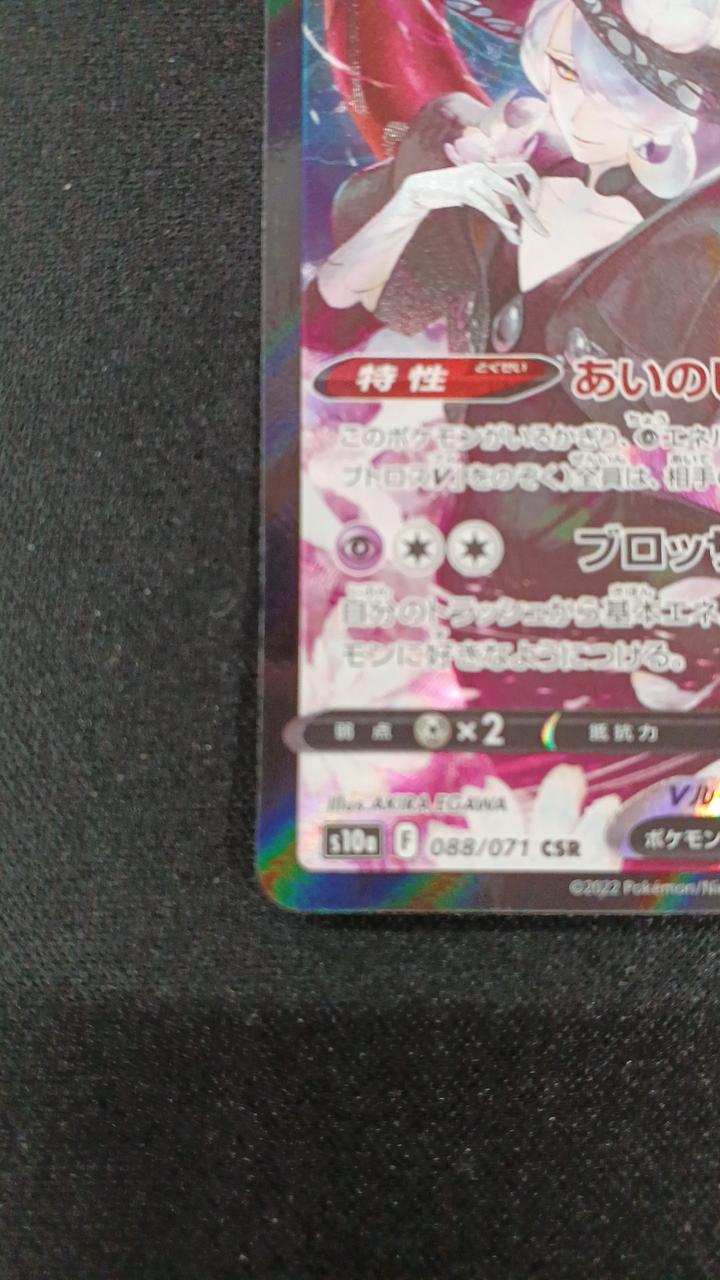 特性 とくせい あいの
このポケモンがいるかぎり、エネル
ブトロスV」をのぞく)全員は、相手
ブロッサ
自分のトラッシュから基本エネ
モンに好きなようにつける。
弱点 ×2 抵抗力
Illus. AKIRA EGAWA
Vル
s10a F 088/071 CSR ポケモン
©2022 Pokémon/Ni